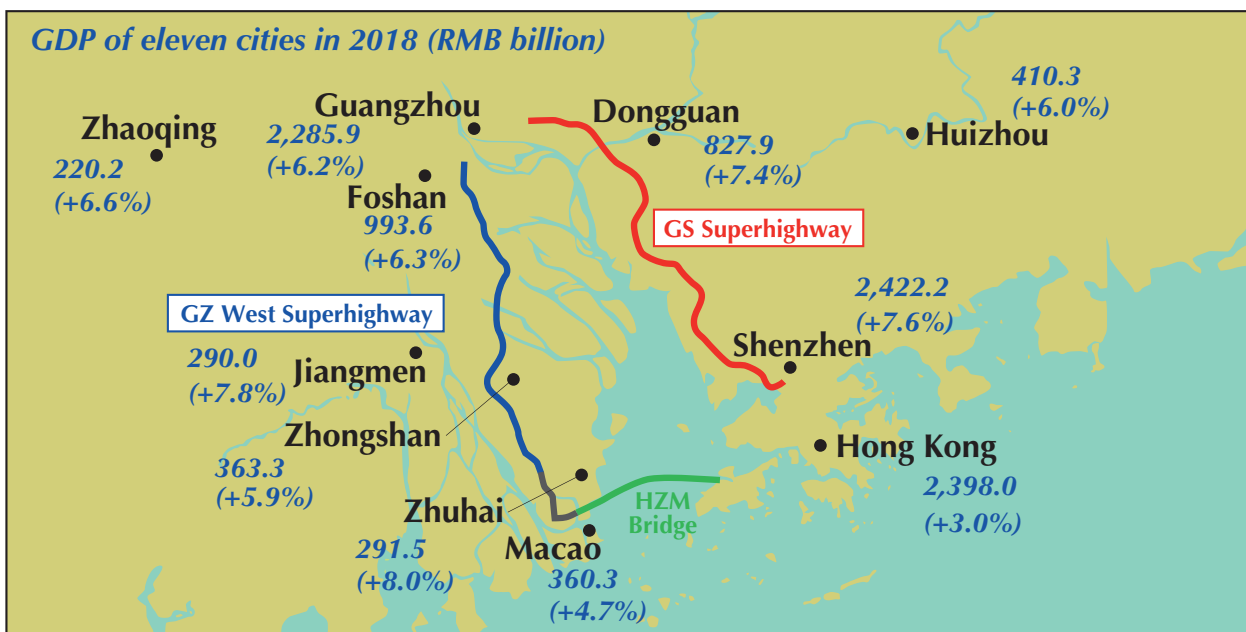 GDP of eleven cities in 2018 (RMB billion)
Zhaoqing
220.2
(+6.6%)
Guangzhou
2,285.9
(+6.2%)
Foshan
993.6
(+6.3%)
Dongguan
827.9
(+7.4%)
410.3
(+6.0%)
Huizhou
GS Superhighway
GZ West Superhighway
290.0
(+7.8%)
Jiangmen
2,422.2
(+7.6%)
Shenzhen
Zhongshan
363.3
(+5.9%)
Hong Kong
2,398.0
(+3.0%)
Zhuhai
291.5
(+8.0%)
HZM
Bridge
Macao
360.3
(+4.7%)